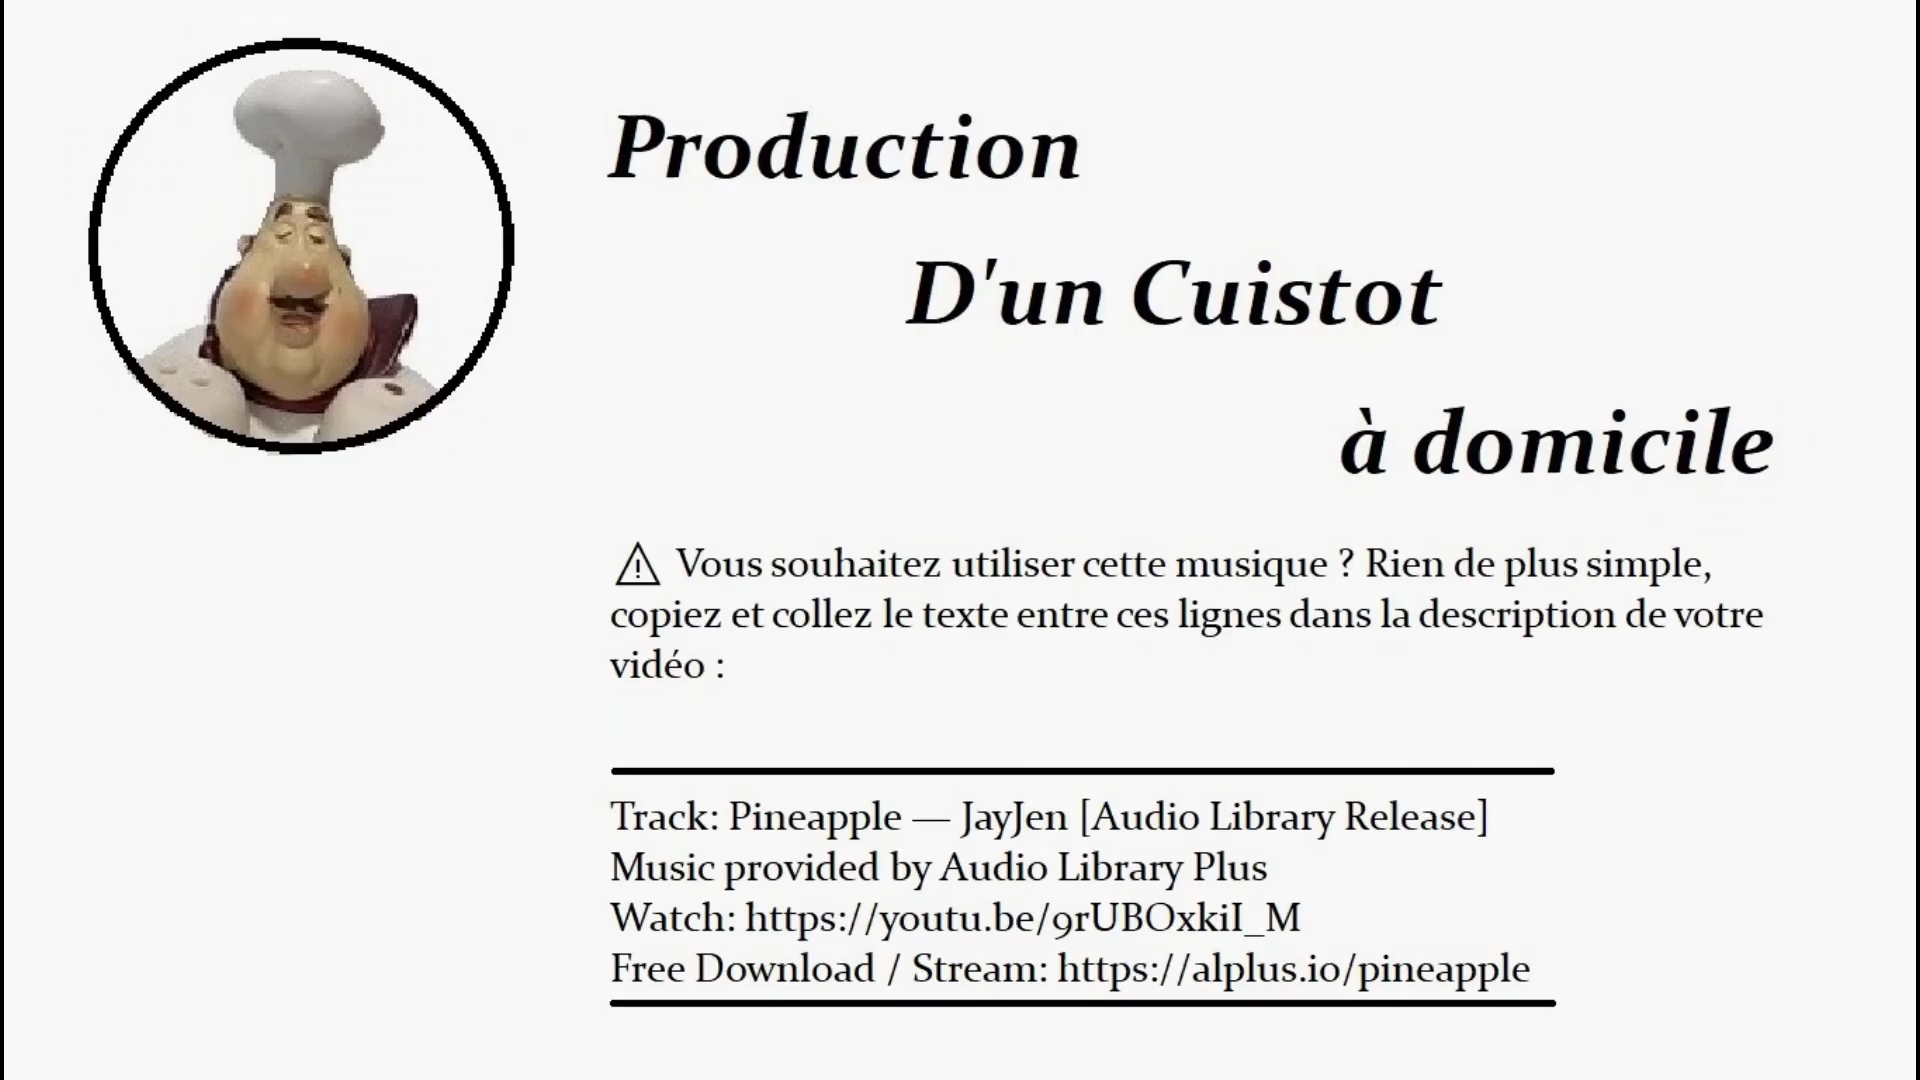 Production
D'un Cuistot
à domicile
⚠ Vous souhaitez utiliser cette musique ? Rien de plus simple,
copiez et collez le texte entre ces lignes dans la description de votre
vidéo :
Track: Pineapple — JayJen [Audio Library Release]
Music provided by Audio Library Plus
Watch: https://youtu.be/9rUBOxkiI_M
Free Download / Stream: https://alplus.io/pineapple